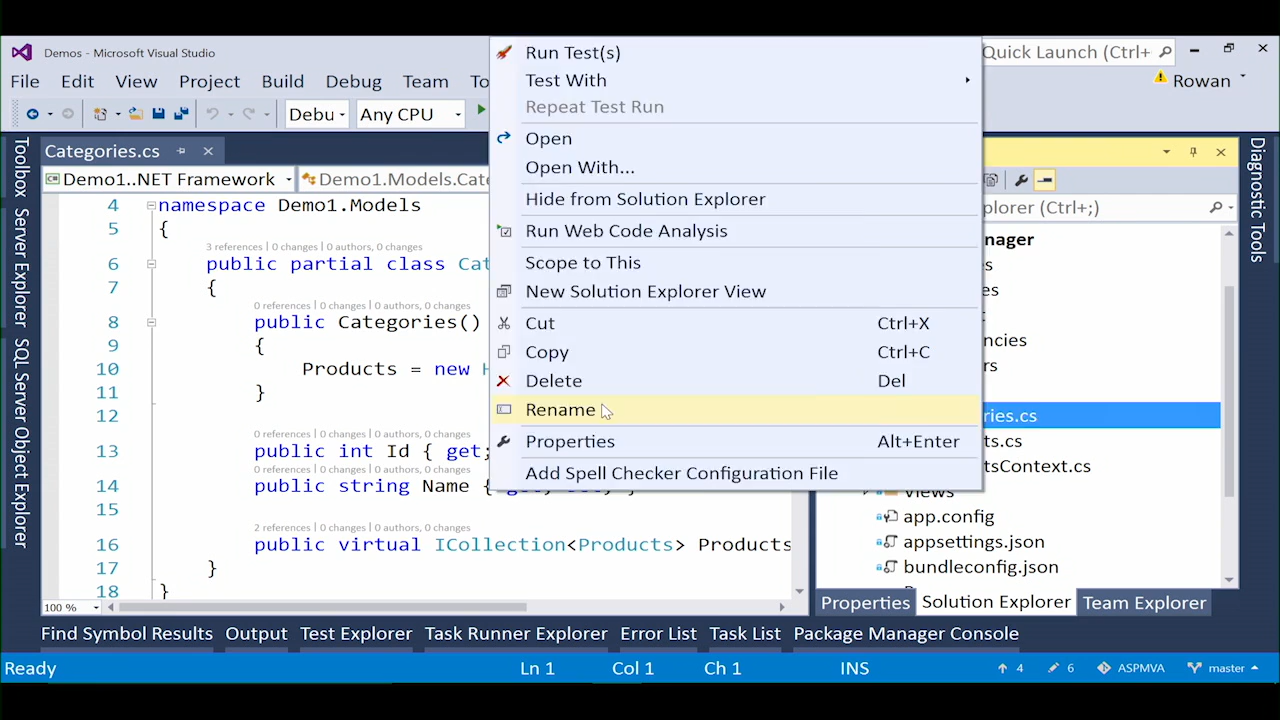 Demos - Microsoft Visual Studio
Quick Launch (Ctrl+
File Edit View Project Build Debug Team To
Rowan
Debu Any CPU
Run Test(s)
Test With
Repeat Test Run
Open
Open With...
Hide from Solution Explorer
Run Web Code Analysis
Scope to This
New Solution Explorer View
Cut Ctrl+X
Copy Ctrl+C
Delete Del
Rename
Properties Alt+Enter
Add Spell Checker Configuration File
Toolbox
Server Explorer
SQL Server Object Explorer
Categories.cs
Demo1..NET Framework Demo1.Models.Cate
4 namespace Demo1.Models
5 {
3 references | 0 changes | 0 authors, 0 changes
6 public partial class Cat
7 {
0 references | 0 changes | 0 authors, 0 changes
8 public Categories()
9 {
10 Products = new H
11 }
12
0 references | 0 changes | 0 authors, 0 changes
13 public int Id { get;
0 references | 0 changes | 0 authors, 0 changes
14 public string Name {
15
2 references | 0 changes | 0 authors, 0 changes
16 public virtual ICollection<Products> Products
17 }
18 }
100 %
plorer (Ctrl+;)
nager
s
es
t
ncies
rs
ries.cs
ts.cs
tsContext.cs
Views
app.config
appsettings.json
bundleconfig.json
Properties Solution Explorer Team Explorer
Diagnostic Tools
Find Symbol Results Output Test Explorer Task Runner Explorer Error List Task List Package Manager Console
Ready Ln 1 Col 1 Ch 1 INS 4 6 ASPMVA master